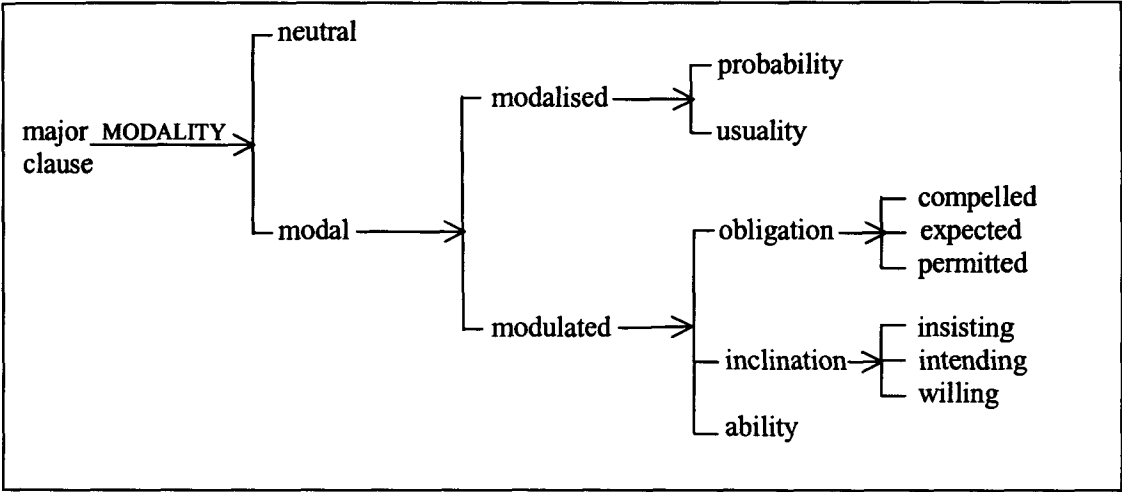 neutral
probability
modalised
usuality
major MODALITY
clause
compelled
modal
obligation
expected
permitted
insisting
modulated
inclination
intending
willing
ability